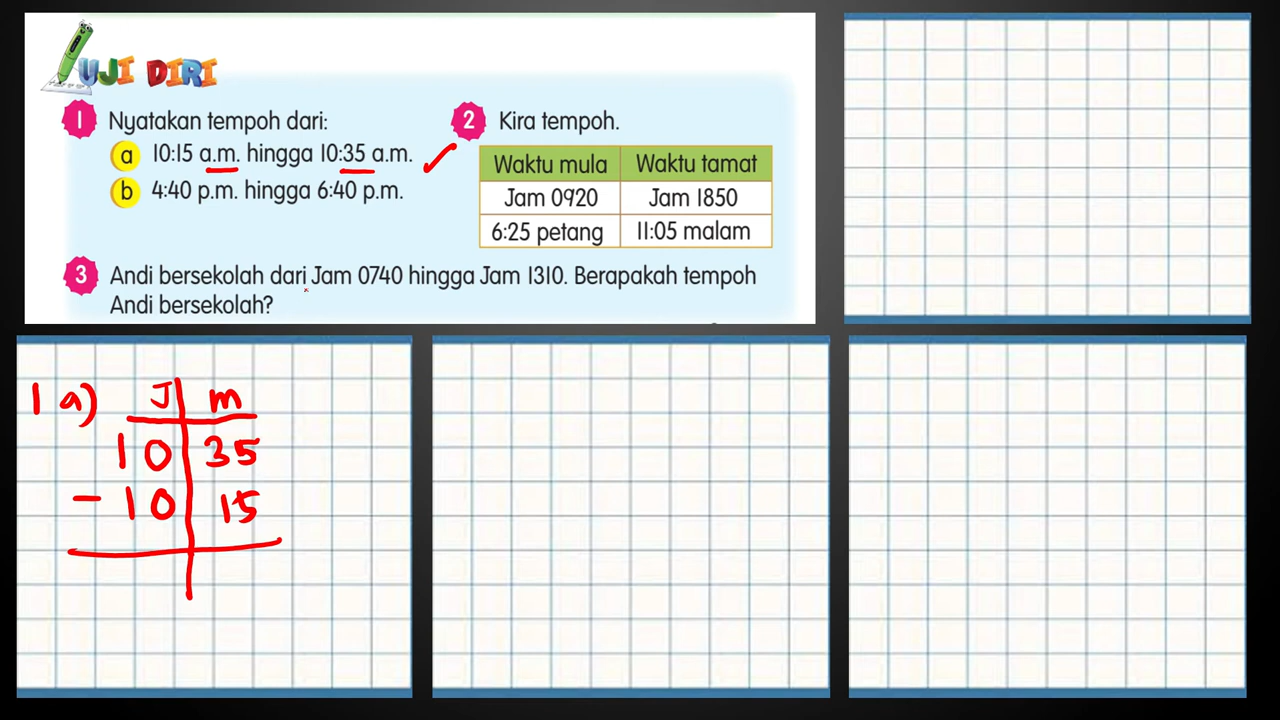 UJI DIRI
1 Nyatakan tempoh dari:
a 10:15 a.m. hingga 10:35 a.m.
b 4:40 p.m. hingga 6:40 p.m.
2 Kira tempoh.
Waktu mula Waktu tamat
Jam 0920 Jam 1850
6:25 petang 11:05 malam
3 Andi bersekolah dari Jam 0740 hingga Jam 1310. Berapakah tempoh
Andi bersekolah?
1 a) J m
10 35
- 10 15